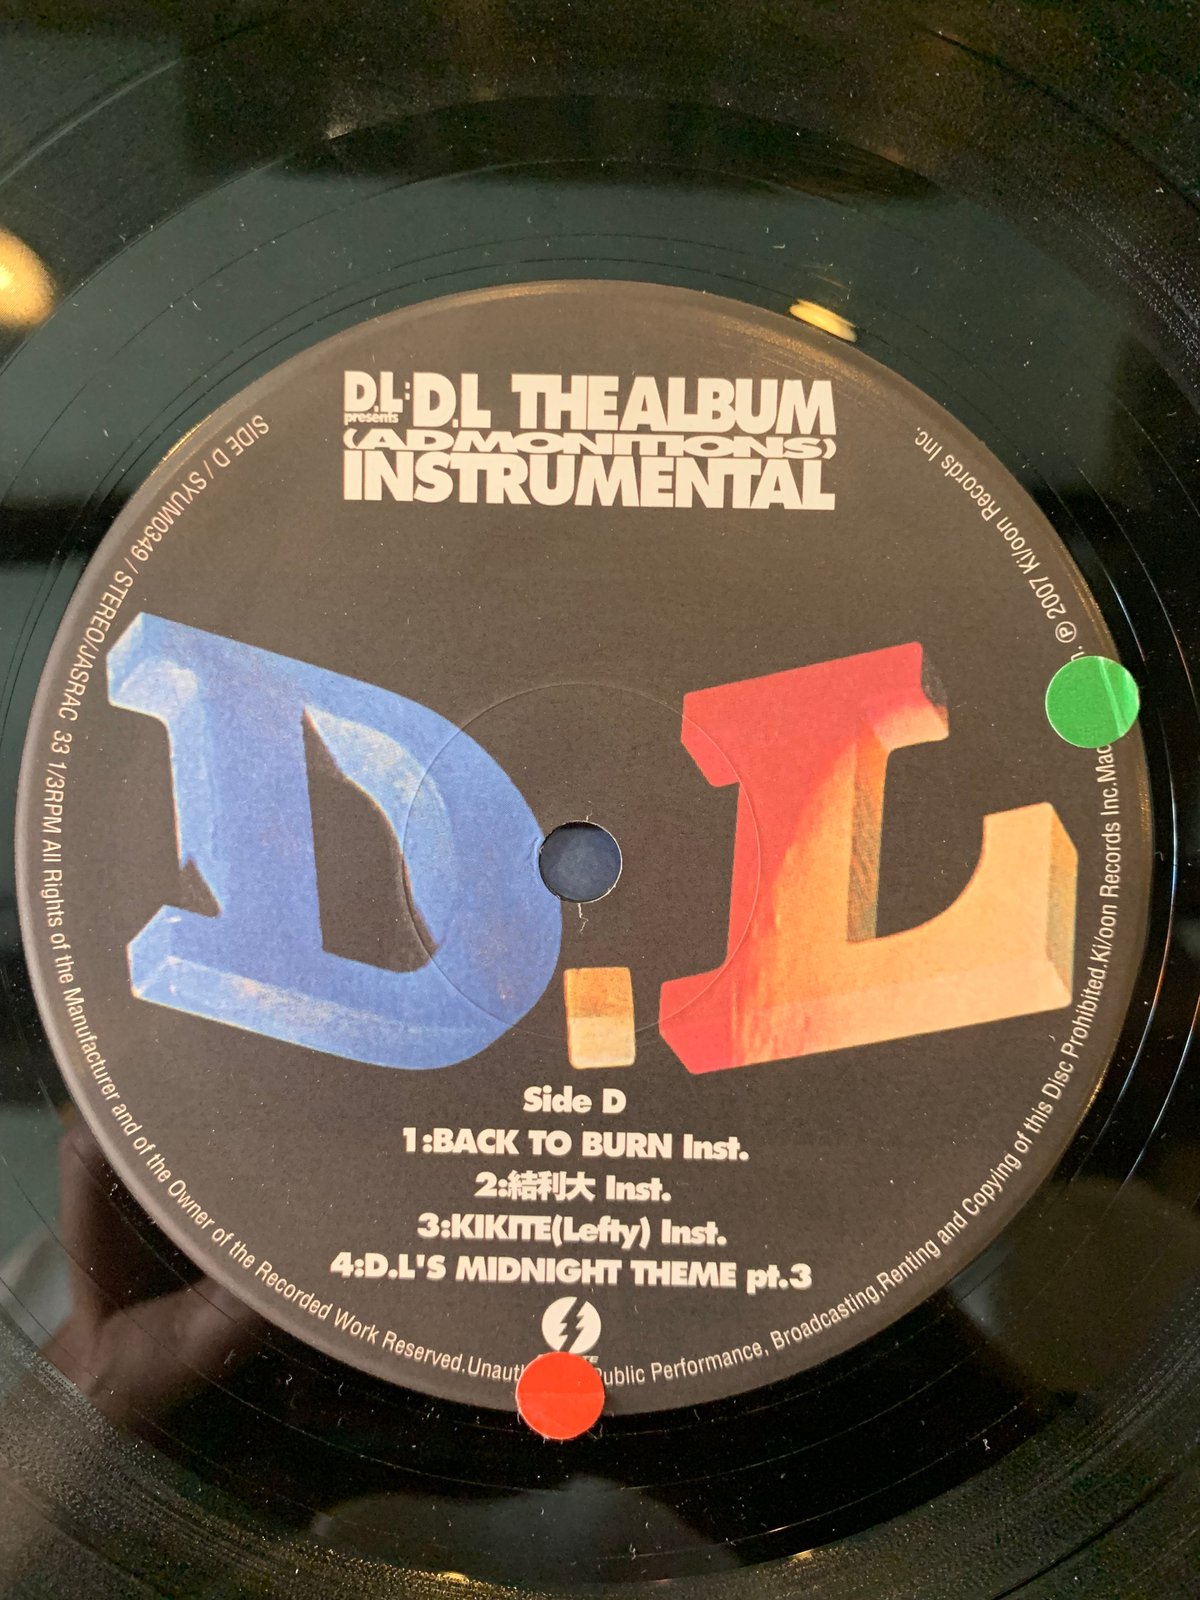 D.L: D.L THE ALBUM
presents
(ADMONITIONS)
INSTRUMENTAL
D.L
Side D
1:BACK TO BURN Inst.
2:結利大 Inst.
3:KIKITE(Lefty) Inst.
4:D.L'S MIDNIGHT THEME pt.3
SIDE D / SYUM0349 / STEREO/JASRAC 33 1/3RPM All Rights of the Manufacturer and of the Owner of the Recorded Work Reserved. Public Performance, Broadcasting,Renting and Copying of this Disc Prohibited.Ki/oon Records Inc. ℗ 2007 Ki/oon Records Inc.